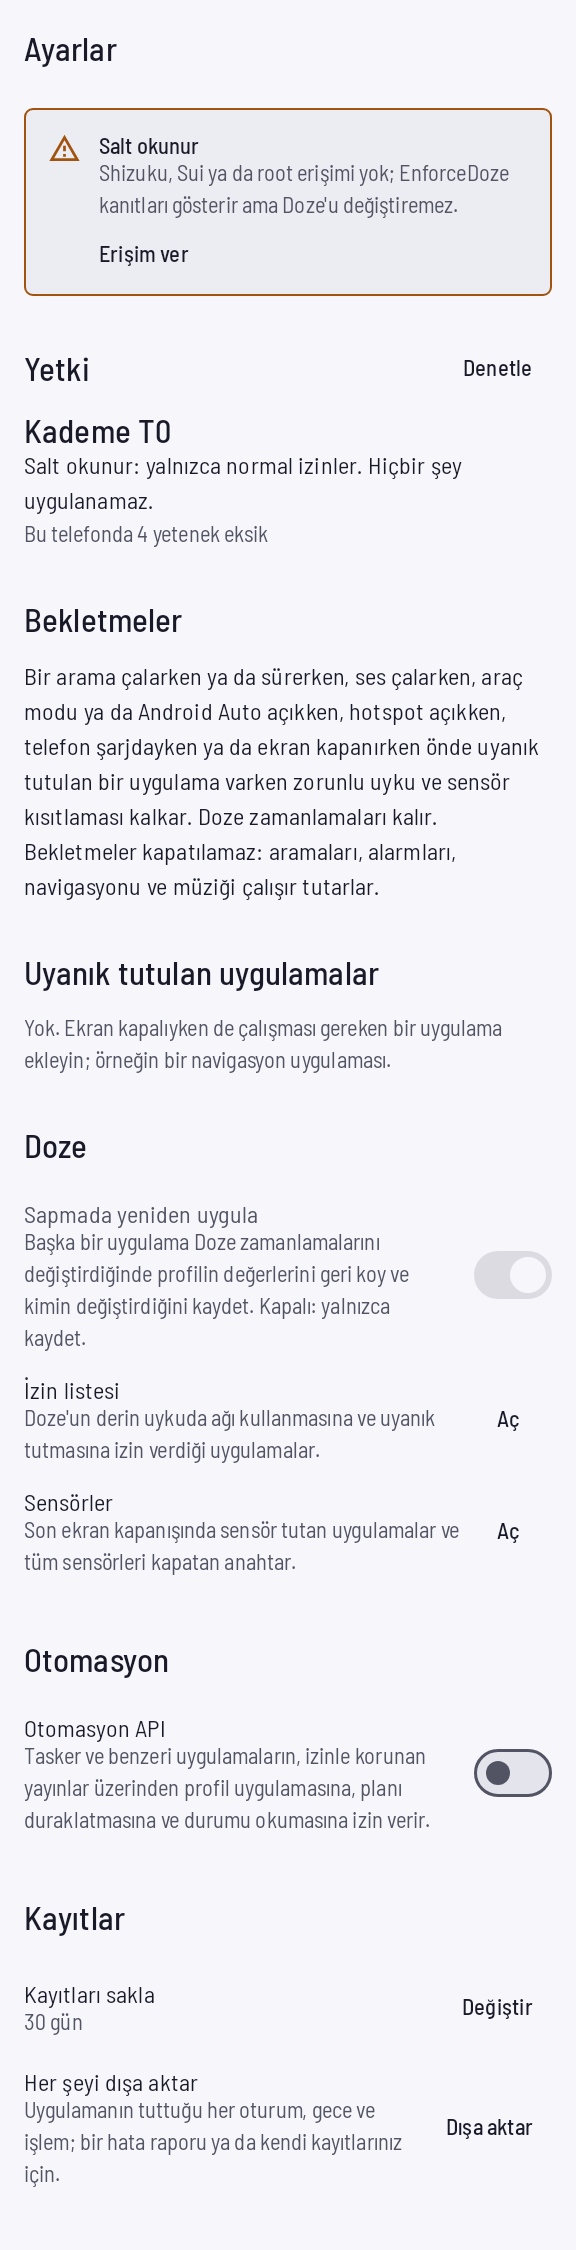 Ayarlar
Salt okunur
Shizuku, Sui ya da root erişimi yok; EnforceDoze
kanıtları gösterir ama Doze'u değiştiremez.
Erişim ver
Yetki
Denetle
Kademe T0
Salt okunur: yalnızca normal izinler. Hiçbir şey
uygulanamaz.
Bu telefonda 4 yetenek eksik
Bekletmeler
Bir arama çalarken ya da sürerken, ses çalarken, araç
modu ya da Android Auto açıkken, hotspot açıkken,
telefon şarjdayken ya da ekran kapanırken önde uyanık
tutulan bir uygulama varken zorunlu uyku ve sensör
kısıtlaması kalkar. Doze zamanlamaları kalır.
Bekletmeler kapatılamaz: aramaları, alarmları,
navigasyonu ve müziği çalışır tutarlar.
Uyanık tutulan uygulamalar
Yok. Ekran kapalıyken de çalışması gereken bir uygulama
ekleyin; örneğin bir navigasyon uygulaması.
Doze
Sapmada yeniden uygula
Başka bir uygulama Doze zamanlamalarını
değiştirdiğinde profilin değerlerini geri koy ve
kimin değiştirdiğini kaydet. Kapalı: yalnızca
kaydet.
İzin listesi
Doze'un derin uykuda ağı kullanmasına ve uyanık
tutmasına izin verdiği uygulamalar.
Aç
Sensörler
Son ekran kapanışında sensör tutan uygulamalar ve
tüm sensörleri kapatan anahtar.
Aç
Otomasyon
Otomasyon API
Tasker ve benzeri uygulamaların, izinle korunan
yayınlar üzerinden profil uygulamasına, planı
duraklatmasına ve durumu okumasına izin verir.
Kayıtlar
Kayıtları sakla
30 gün
Değiştir
Her şeyi dışa aktar
Uygulamanın tuttuğu her oturum, gece ve
işlem; bir hata raporu ya da kendi kayıtlarınız
için.
Dışa aktar